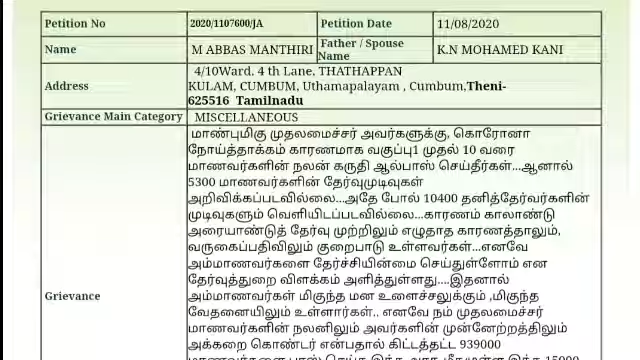 Petition No 2020/1107600/JA Petition Date 11/08/2020
Name M ABBAS MANTHIRI Father / Spouse Name K.N MOHAMED KANI
Address 4/10Ward, 4 th Lane, THATHAPPAN
KULAM, CUMBUM, Uthamapalayam , Cumbum,Theni-
625516 Tamilnadu
Grievance Main Category MISCELLANEOUS
Grievance
மாண்புமிகு முதலமைச்சர் அவர்களுக்கு, கொரோனா
நோய்த்தாக்கம் காரணமாக வகுப்பு1 முதல் 10 வரை
மாணவர்களின் நலன் கருதி ஆல்பாஸ் செய்தீர்கள்...ஆனால்
5300 மாணவர்களின் தேர்வுமுடிவுகள்
அறிவிக்கப்படவில்லை...அதே போல் 10400 தனித்தேர்வர்களின்
முடிவுகளும் வெளியிடப்படவில்லை...காரணம் காலாண்டு
அரையாண்டுத் தேர்வு முற்றிலும் எழுதாத காரணத்தாலும்,
வருகைப்பதிவிலும் குறைபாடு உள்ளவர்கள்...எனவே
அம்மாணவர்களை தேர்ச்சியின்மை செய்துள்ளோம் என
தேர்வுத்துறை விளக்கம் அளித்துள்ளது....இதனால்
அம்மாணவர்கள் மிகுந்த மன உளைச்சலுக்கும் ,மிகுந்த
வேதனையிலும் உள்ளார்கள்.. எனவே நம் முதலமைச்சர்
மாணவர்களின் நலனிலும் அவர்களின் முன்னேற்றத்திலும்
அக்கறை கொண்டர் என்பதால் கிட்டத்தட்ட 939000